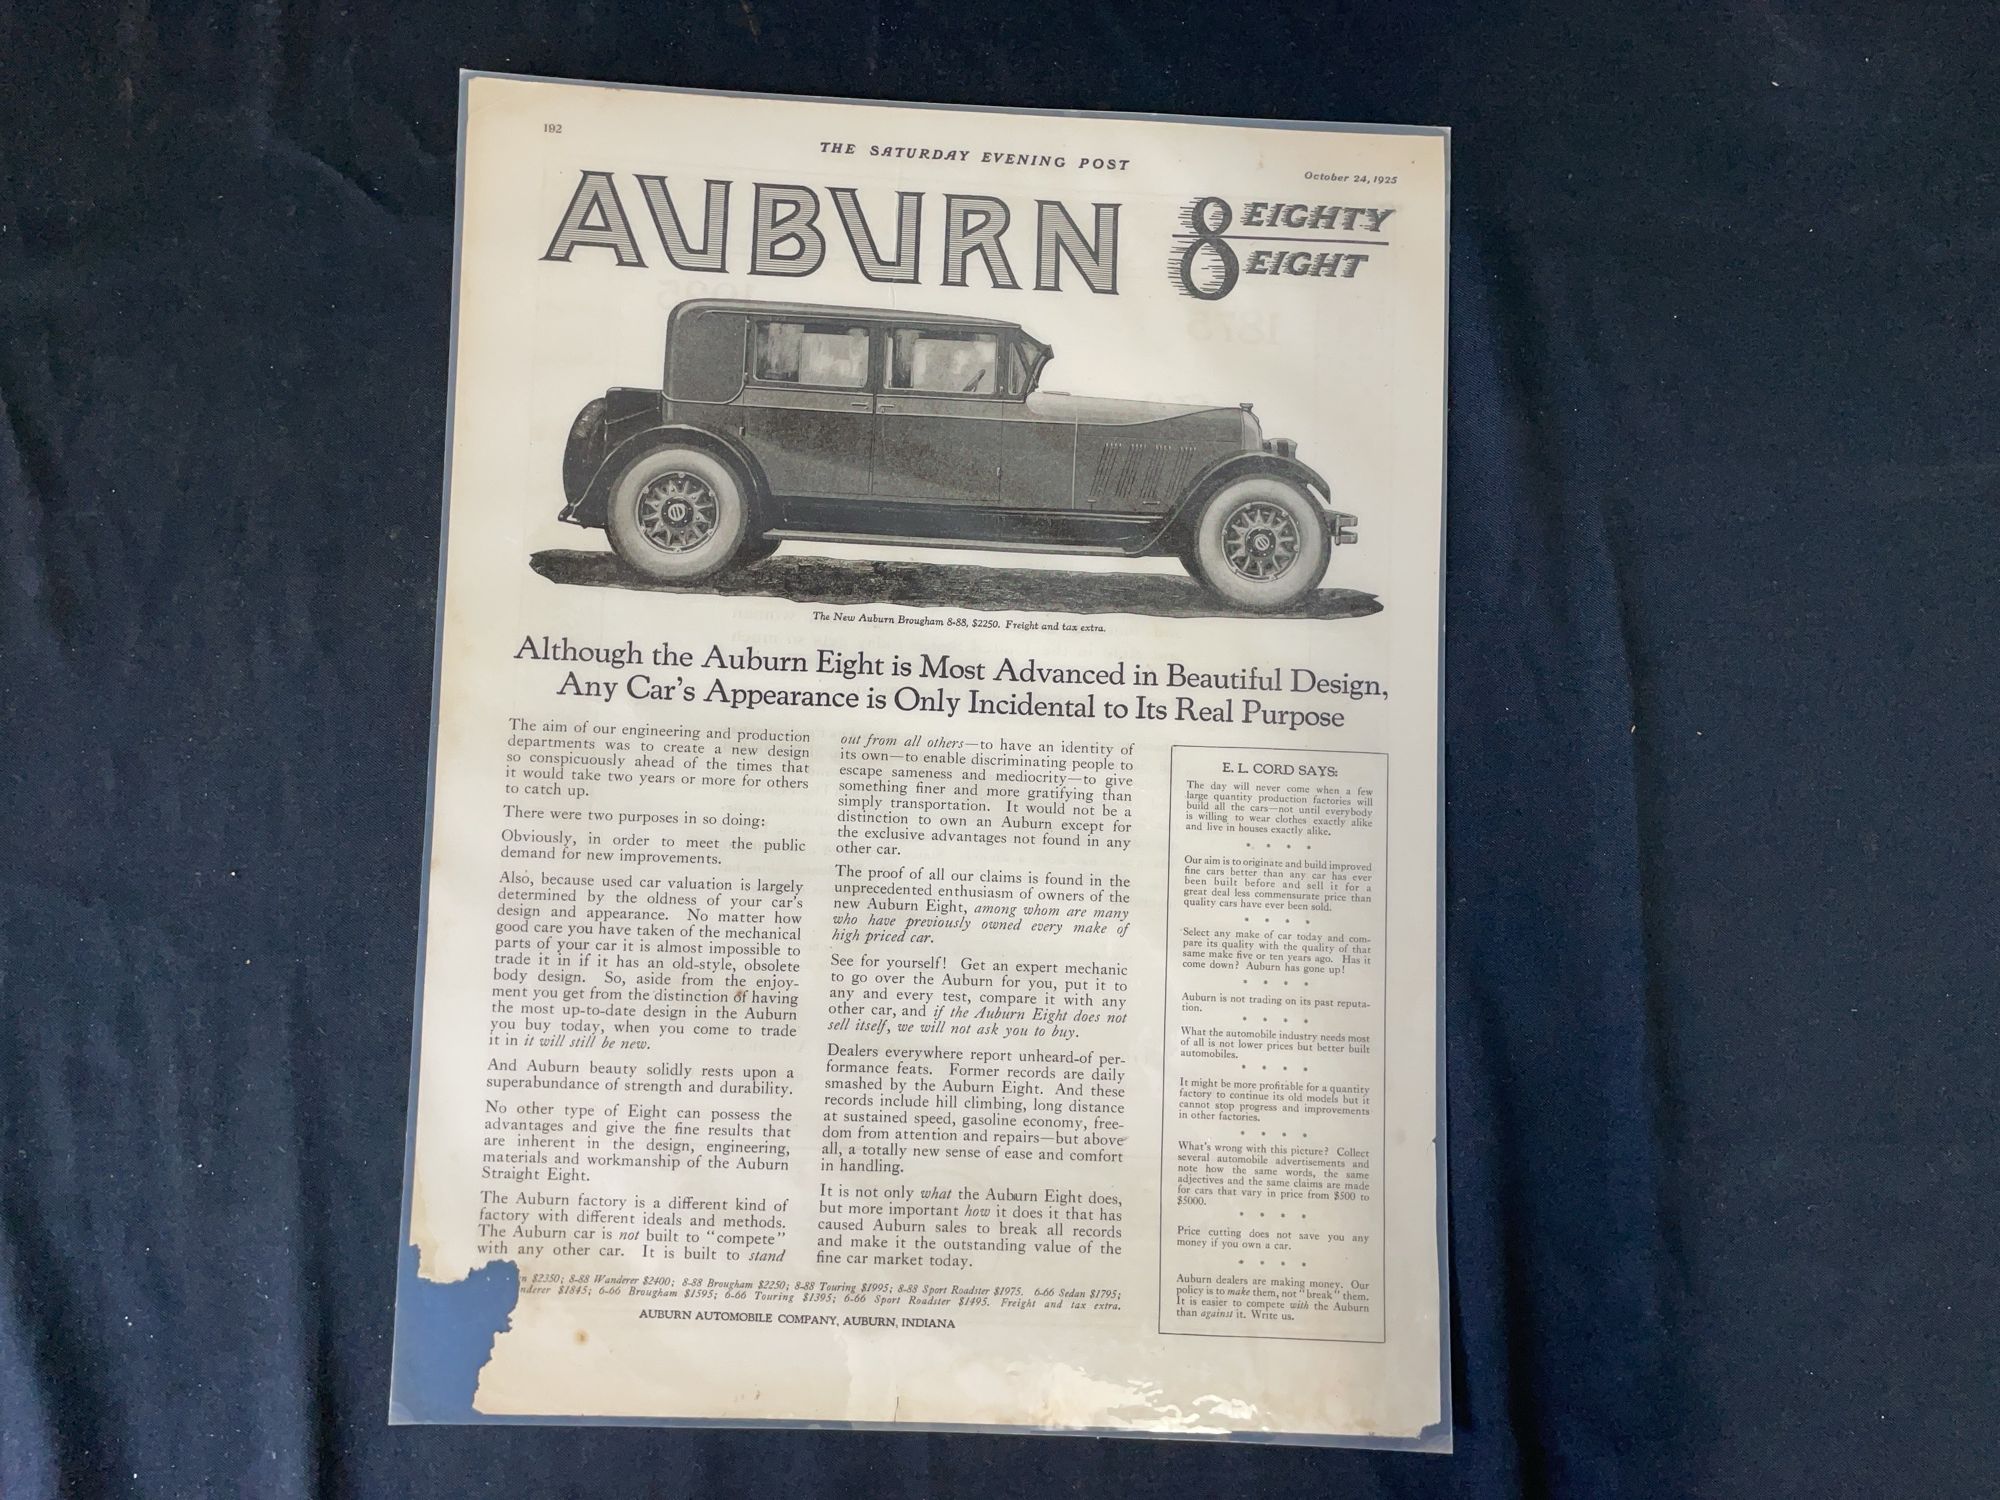 192
THE SATURDAY EVENING POST
October 24, 1925
AUBURN
8 EIGHTY
EIGHT
The New Auburn Brougham 8-88, $2250. Freight and tax extra.
Although the Auburn Eight is Most Advanced in Beautiful Design,
Any Car's Appearance is Only Incidental to Its Real Purpose
The aim of our engineering and production
departments was to create a new design
so conspicuously ahead of the times that
it would take two years or more for others
to catch up.
There were two purposes in so doing:
Obviously, in order to meet the public
demand for new improvements.
Also, because used car valuation is largely
determined by the oldness of your car's
design and appearance. No matter how
good care you have taken of the mechanical
parts of your car it is almost impossible to
trade it in if it has an old-style, obsolete
body design. So, aside from the enjoy-
ment you get from the distinction of having
the most up-to-date design in the Auburn
you buy today, when you come to trade
it in it will still be new.
And Auburn beauty solidly rests upon a
superabundance of strength and durability.
No other type of Eight can possess the
advantages and give the fine results that
are inherent in the design, engineering,
materials and workmanship of the Auburn
Straight Eight.
The Auburn factory is a different kind of
factory with different ideals and methods.
The Auburn car is not built to "compete"
with any other car. It is built to stand
out from all others—to have an identity of
its own—to enable discriminating people to
escape sameness and mediocrity—to give
something finer and more gratifying than
simply transportation. It would not be a
distinction to own an Auburn except for
the exclusive advantages not found in any
other car.
The proof of all our claims is found in the
unprecedented enthusiasm of owners of the
new Auburn Eight, among whom are many
who have previously owned every make of
high priced car.
See for yourself! Get an expert mechanic
to go over the Auburn for you, put it to
any and every test, compare it with any
other car, and if the Auburn Eight does not
sell itself, we will not ask you to buy.
Dealers everywhere report unheard-of per-
formance feats. Former records are daily
smashed by the Auburn Eight. And these
records include hill climbing, long distance
at sustained speed, gasoline economy, free-
dom from attention and repairs—but above
all, a totally new sense of ease and comfort
in handling.
It is not only what the Auburn Eight does,
but more important how it does it that has
caused Auburn sales to break all records
and make it the outstanding value of the
fine car market today.
E. L. CORD SAYS:
The day will never come when a few
large quantity production factories will
build all the cars—not until everybody
is willing to wear clothes exactly alike
and live in houses exactly alike.
* * * *
Our aim is to originate and build improved
fine cars better than any car has ever
been built before and sell it for a
great deal less commensurate price than
quality cars have ever been sold.
* * * *
Select any make of car today and com-
pare its quality with the quality of that
same make five or ten years ago. Has it
come down? Auburn has gone up!
* * * *
Auburn is not trading on its past reputa-
tion.
* * * *
What the automobile industry needs most
of all is not lower prices but better built
automobiles.
* * * *
It might be more profitable for a quantity
factory to continue its old models but it
cannot stop progress and improvements
in other factories.
* * * *
What's wrong with this picture? Collect
several automobile advertisements and
note how the same words, the same
adjectives and the same claims are made
for cars that vary in price from $500 to
$5000.
* * * *
Price cutting does not save you any
money if you own a car.
* * * *
Auburn dealers are making money. Our
policy is to make them, not "break" them.
It is easier to compete with the Auburn
than against it. Write us.
n $2350; 8-88 Wanderer $2400; 8-88 Brougham $2250; 8-88 Touring $1995; 8-88 Sport Roadster $1975. 6-66 Sedan $1795;
nderer $1845; 6-66 Brougham $1595; 6-66 Touring $1395; 6-66 Sport Roadster $1495. Freight and tax extra.
AUBURN AUTOMOBILE COMPANY, AUBURN, INDIANA